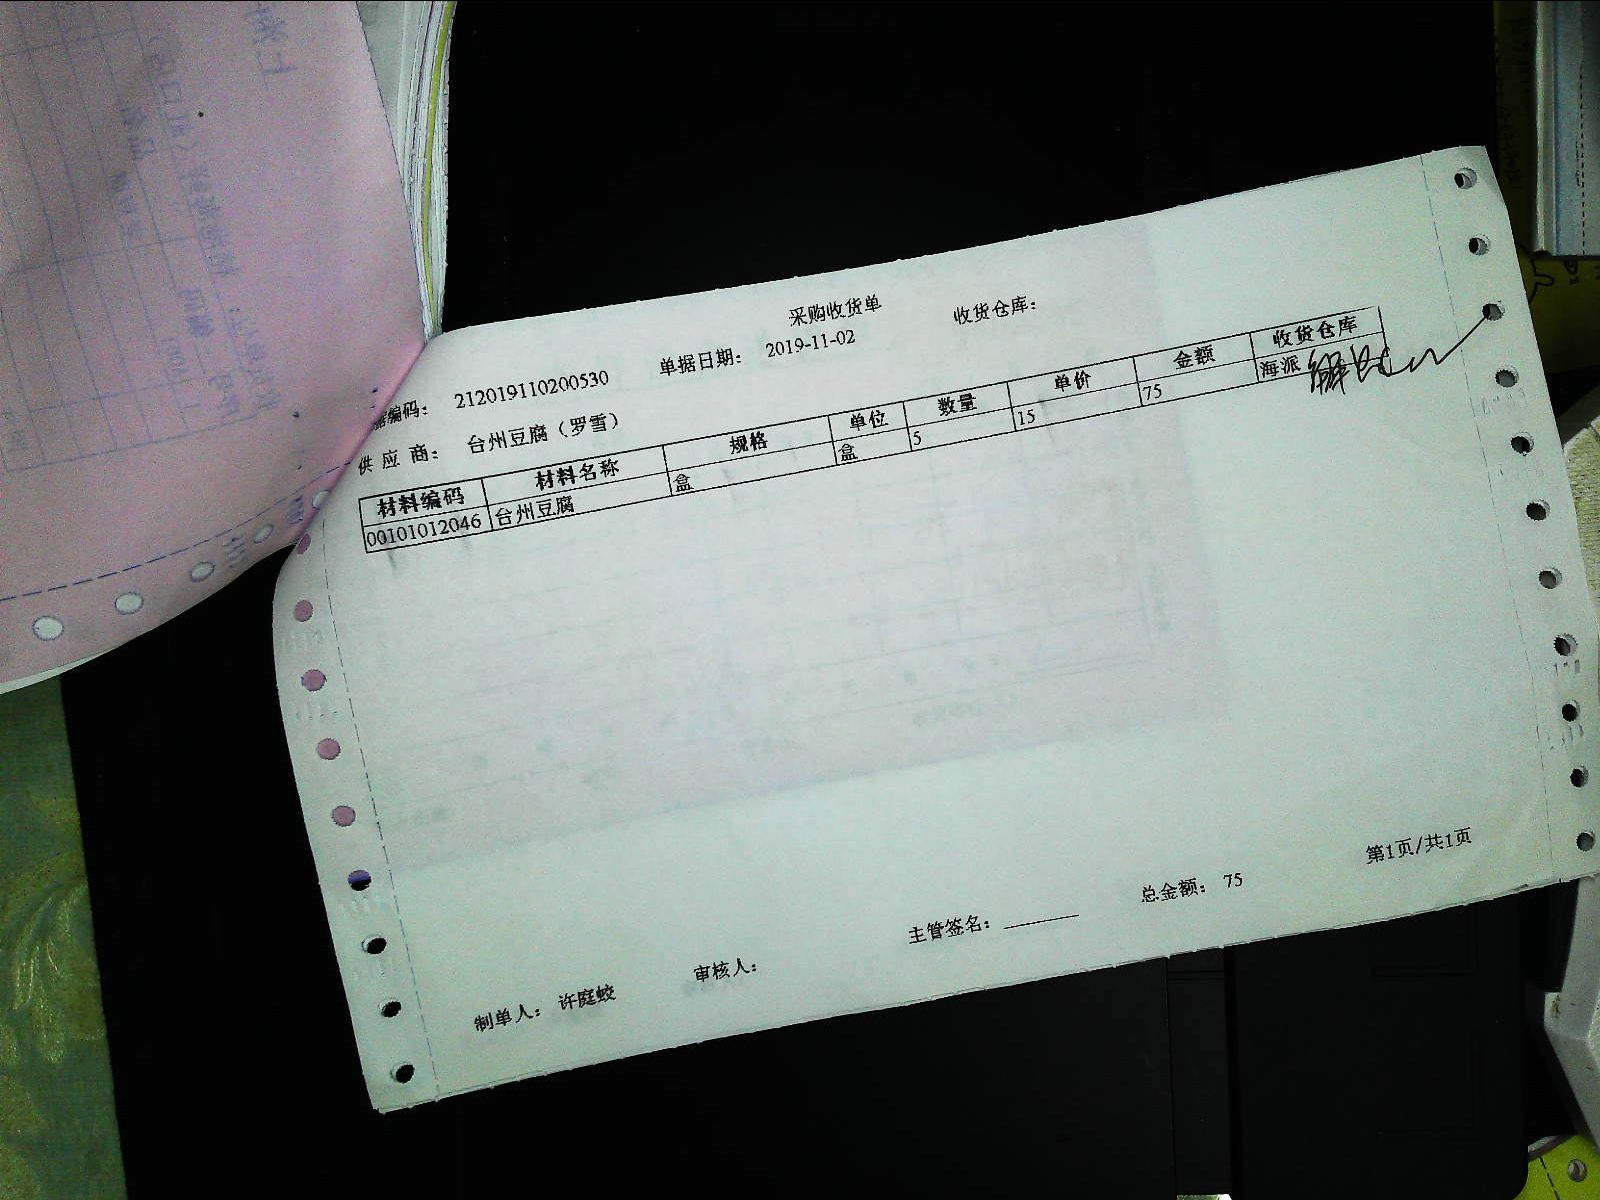 采购收货单
收货仓库：
编码： 212019110200530 单据日期： 2019-11-02
供 应 商： 台州豆腐（罗雪）
材料编码 材料名称 规格 单位 数量 单价 金额 收货仓库
00101012046 台州豆腐 盒 盒 5 15 75 海派
制单人： 许庭蛟 审核人： 主管签名： 总金额： 75 第1页/共1页